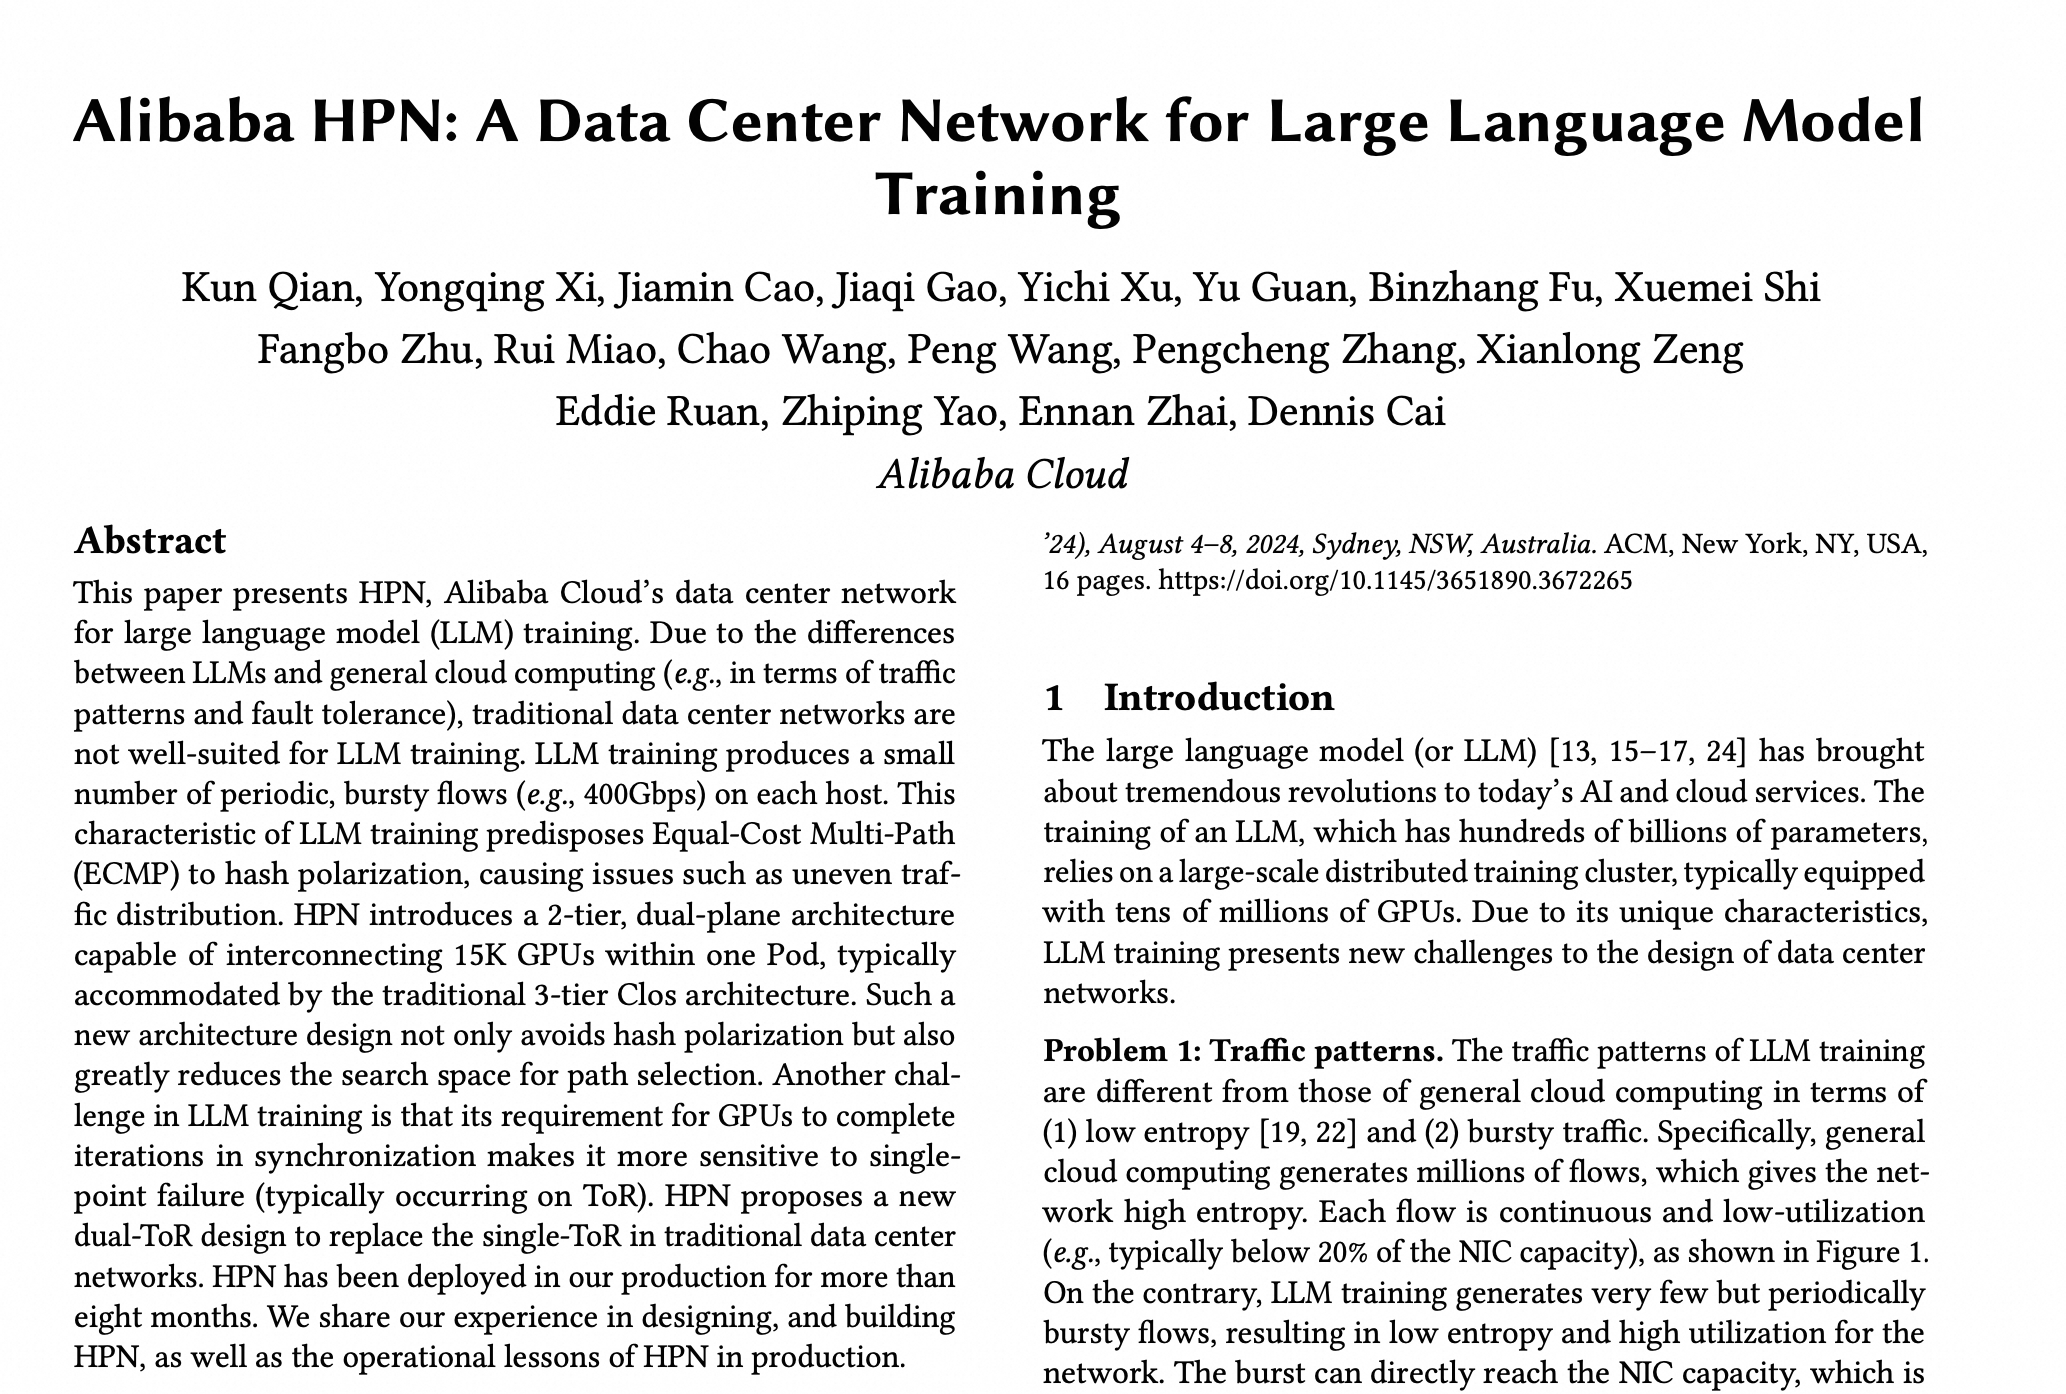 Alibaba HPN: A Data Center Network for Large Language Model
Training
Kun Qian, Yongqing Xi, Jiamin Cao, Jiaqi Gao, Yichi Xu, Yu Guan, Binzhang Fu, Xuemei Shi
Fangbo Zhu, Rui Miao, Chao Wang, Peng Wang, Pengcheng Zhang, Xianlong Zeng
Eddie Ruan, Zhiping Yao, Ennan Zhai, Dennis Cai
Alibaba Cloud
Abstract
This paper presents HPN, Alibaba Cloud’s data center network
for large language model (LLM) training. Due to the differences
between LLMs and general cloud computing (e.g., in terms of traffic
patterns and fault tolerance), traditional data center networks are
not well-suited for LLM training. LLM training produces a small
number of periodic, bursty flows (e.g., 400Gbps) on each host. This
characteristic of LLM training predisposes Equal-Cost Multi-Path
(ECMP) to hash polarization, causing issues such as uneven traf-
fic distribution. HPN introduces a 2-tier, dual-plane architecture
capable of interconnecting 15K GPUs within one Pod, typically
accommodated by the traditional 3-tier Clos architecture. Such a
new architecture design not only avoids hash polarization but also
greatly reduces the search space for path selection. Another chal-
lenge in LLM training is that its requirement for GPUs to complete
iterations in synchronization makes it more sensitive to single-
point failure (typically occurring on ToR). HPN proposes a new
dual-ToR design to replace the single-ToR in traditional data center
networks. HPN has been deployed in our production for more than
eight months. We share our experience in designing, and building
HPN, as well as the operational lessons of HPN in production.
’24), August 4–8, 2024, Sydney, NSW, Australia. ACM, New York, NY, USA,
16 pages. https://doi.org/10.1145/3651890.3672265
1 Introduction
The large language model (or LLM) [13, 15–17, 24] has brought
about tremendous revolutions to today’s AI and cloud services. The
training of an LLM, which has hundreds of billions of parameters,
relies on a large-scale distributed training cluster, typically equipped
with tens of millions of GPUs. Due to its unique characteristics,
LLM training presents new challenges to the design of data center
networks.
Problem 1: Traffic patterns. The traffic patterns of LLM training
are different from those of general cloud computing in terms of
(1) low entropy [19, 22] and (2) bursty traffic. Specifically, general
cloud computing generates millions of flows, which gives the net-
work high entropy. Each flow is continuous and low-utilization
(e.g., typically below 20% of the NIC capacity), as shown in Figure 1.
On the contrary, LLM training generates very few but periodically
bursty flows, resulting in low entropy and high utilization for the
network. The burst can directly reach the NIC capacity, which is